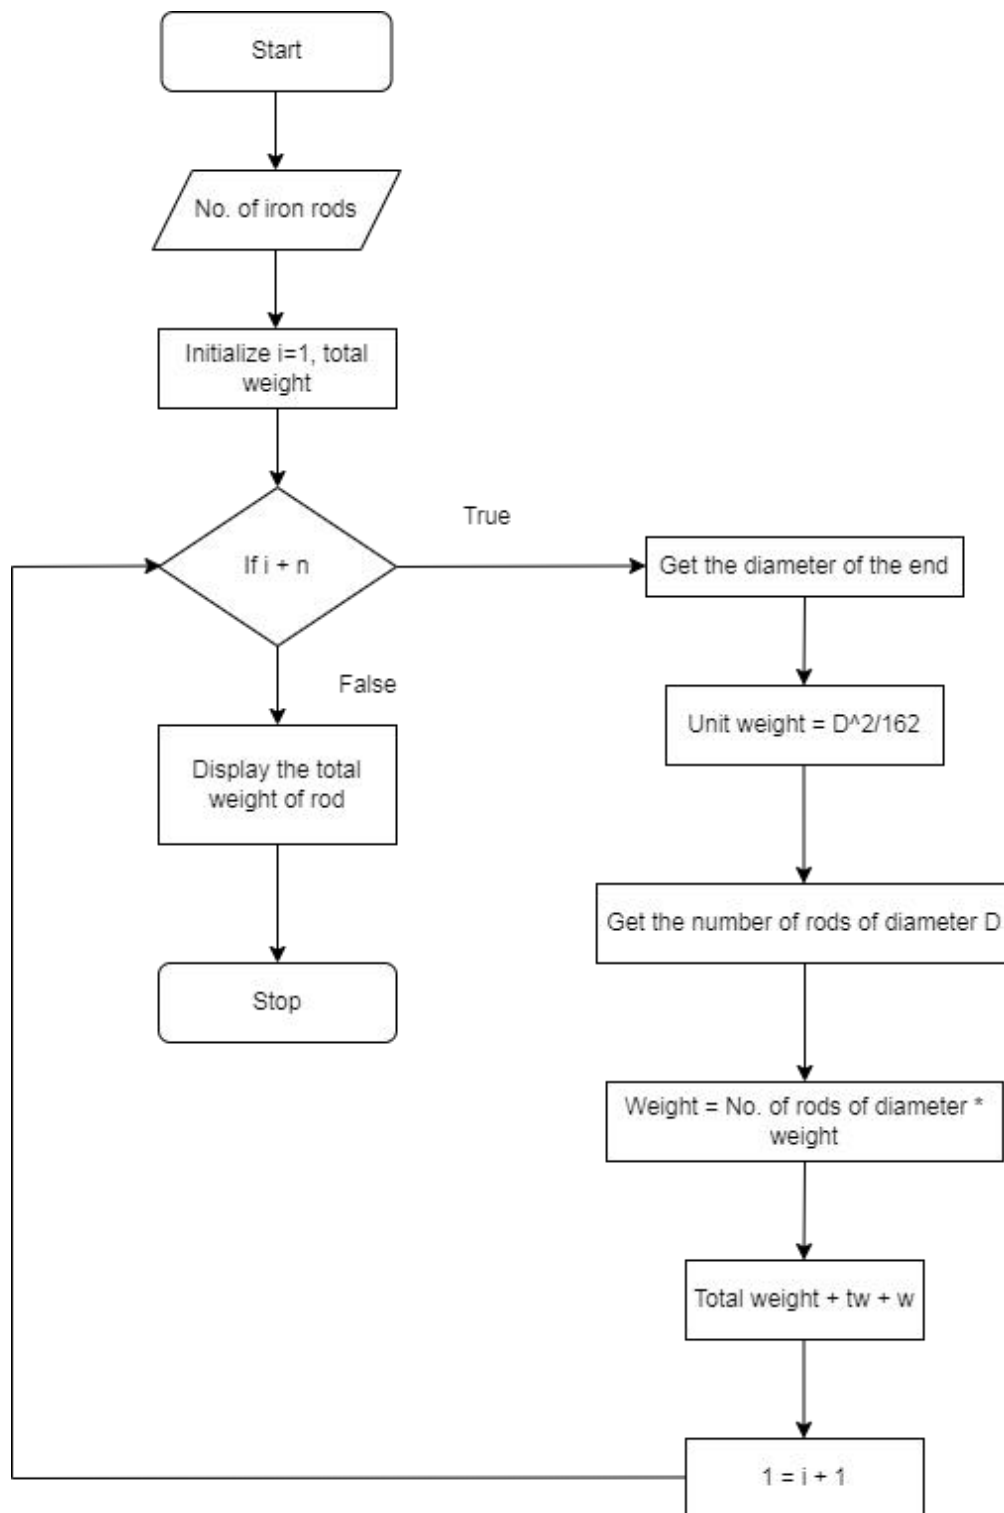 Start
No. of iron rods
Initialize i=1, total
weight
If i + n
True
False
Display the total
weight of rod
Stop
Get the diameter of the end
Unit weight = D^2/162
Get the number of rods of diameter D
Weight = No. of rods of diameter *
weight
Total weight + tw + w
1 = i + 1